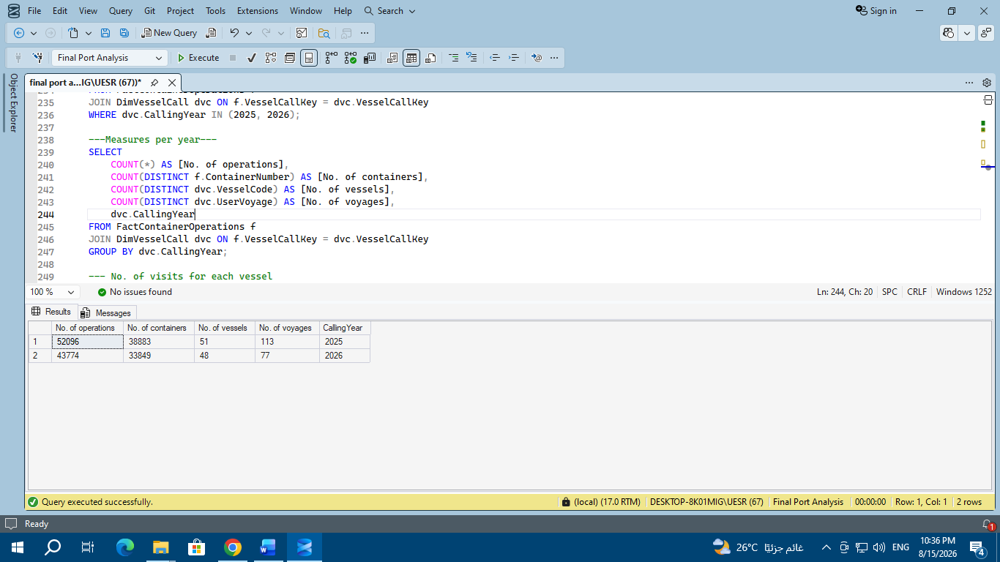 File Edit View Query Git Project Tools Extensions Window Help Search Sign in
New Query
Final Port Analysis Execute
Object Explorer
final port a...IG\UESR (67))*
235 JOIN DimVesselCall dvc ON f.VesselCallKey = dvc.VesselCallKey
236 WHERE dvc.CallingYear IN (2025, 2026);
237
238 ---Measures per year---
239 SELECT
240 COUNT(*) AS [No. of operations],
241 COUNT(DISTINCT f.ContainerNumber) AS [No. of containers],
242 COUNT(DISTINCT dvc.VesselCode) AS [No. of vessels],
243 COUNT(DISTINCT dvc.UserVoyage) AS [No. of voyages],
244 dvc.CallingYear
245 FROM FactContainerOperations f
246 JOIN DimVesselCall dvc ON f.VesselCallKey = dvc.VesselCallKey
247 GROUP BY dvc.CallingYear;
248
249 --- No. of visits for each vessel
100 % No issues found Ln: 244, Ch: 20 SPC CRLF Windows 1252
Results Messages
No. of operations No. of containers No. of vessels No. of voyages CallingYear
1 52096 38883 51 113 2025
2 43774 33849 48 77 2026
Query executed successfully. (local) (17.0 RTM) DESKTOP-8K01MIG\UESR (67) Final Port Analysis 00:00:00 Row: 1, Col: 1 2 rows
Ready 1
26°C غائم جزئيًا ENG 10:36 PM
8/15/2026 4